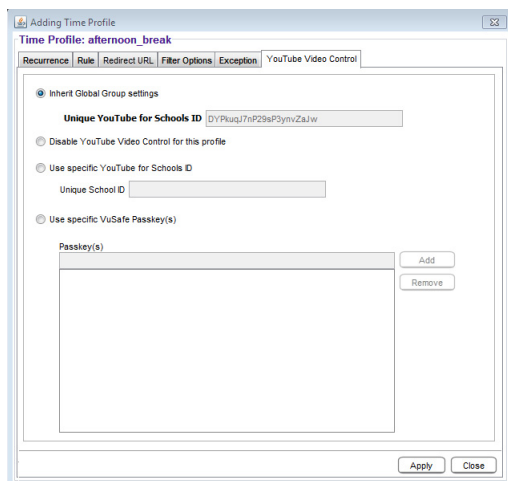 Adding Time Profile
Time Profile: afternoon_break
Recurrence Rule Redirect URL Filter Options Exception YouTube Video Control
Inherit Global Group settings
Unique YouTube for Schools ID DYPkuqJ7nP29sP3ynvZaJw
Disable YouTube Video Control for this profile
Use specific YouTube for Schools ID
Unique School ID
Use specific VuSafe Passkey(s)
Passkey(s)
Add
Remove
Apply Close